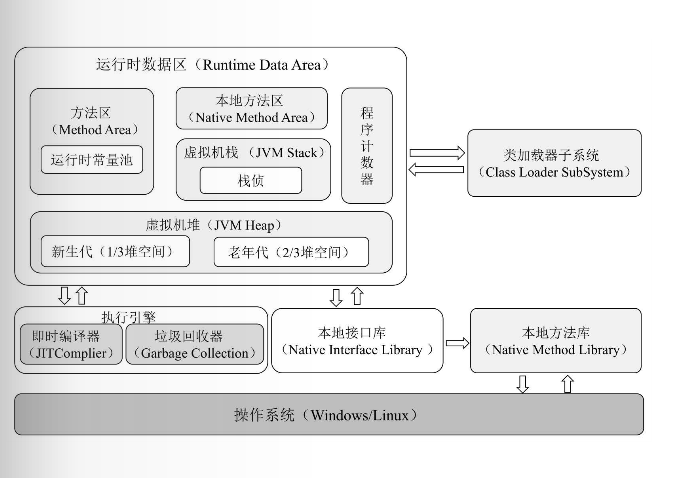 运行时数据区（Runtime Data Area）
方法区
（Method Area）
运行时常量池
本地方法区
（Native Method Area）
虚拟机栈 （JVM Stack）
栈侦
程
序
计
数
器
类加载器子系统
（Class Loader SubSystem）
虚拟机堆（JVM Heap）
新生代（1/3堆空间）
老年代（2/3堆空间）
执行引擎
即时编译器
（JITComplier）
垃圾回收器
（Garbage Collection）
本地接口库
（Native Interface Library ）
本地方法库
（Native Method Library）
操作系统（Windows/Linux）